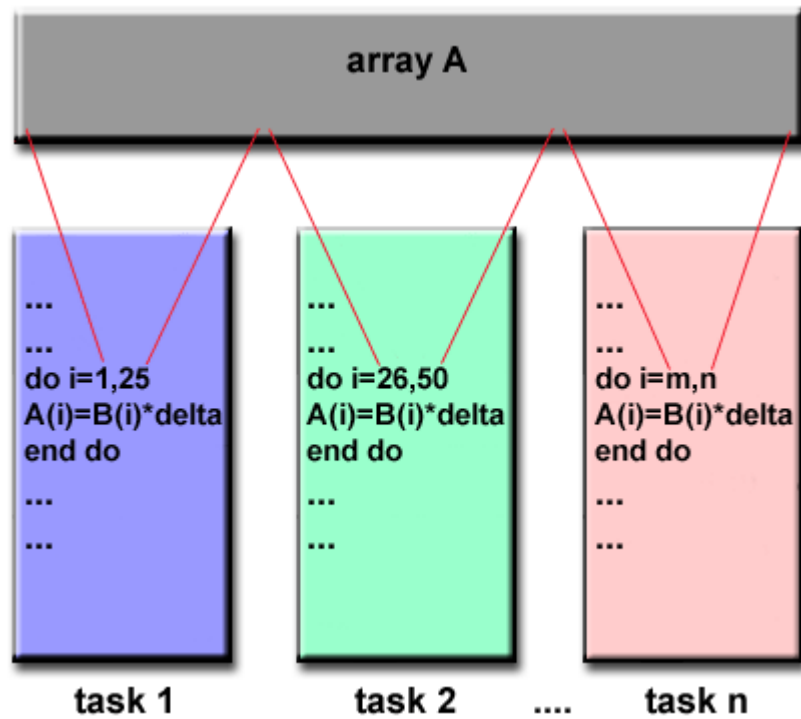 array A
...
...
do i=1,25
A(i)=B(i)*delta
end do
...
...
...
...
do i=26,50
A(i)=B(i)*delta
end do
...
...
...
...
do i=m,n
A(i)=B(i)*delta
end do
...
...
task 1
task 2
....
task n